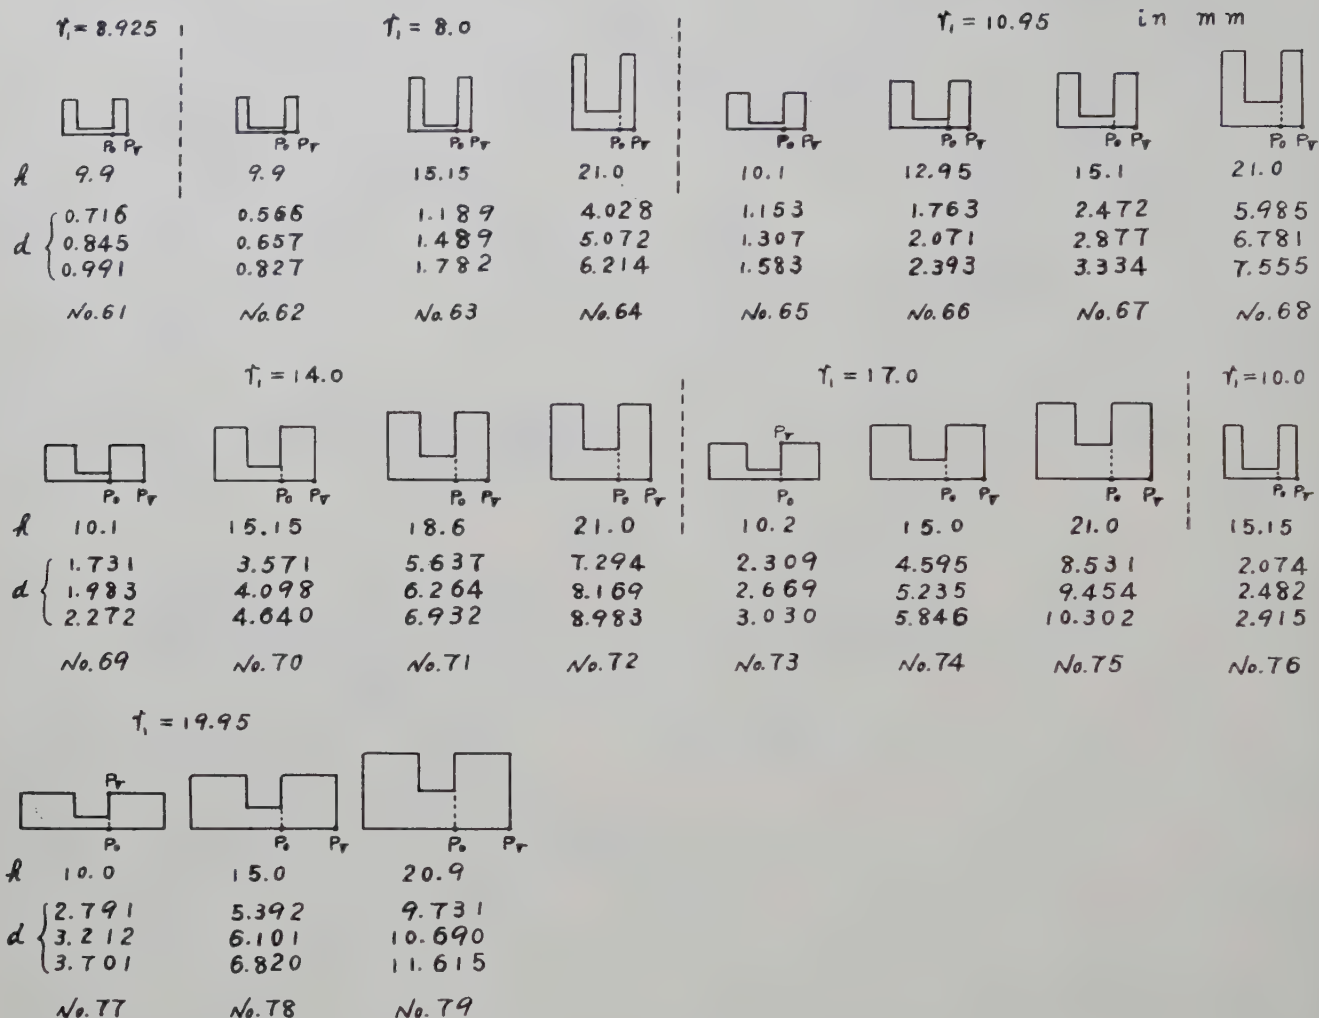 r₁= 8.925 r₁ = 8.0 r₁ = 10.95 in mm
P₀ Pr P₀ Pr P₀ Pr P₀ Pr P₀ Pr P₀ Pr P₀ Pr P₀ Pr
h 9.9 9.9 15.15 21.0 10.1 12.95 15.1 21.0
0.716 0.566 1.189 4.028 1.153 1.763 2.472 5.985
d { 0.845 0.657 1.489 5.072 1.307 2.071 2.877 6.781
0.991 0.827 1.782 6.214 1.583 2.393 3.334 7.555
No.61 No.62 No.63 No.64 No.65 No.66 No.67 No.68
r₁ = 14.0 r₁ = 17.0 r₁ = 10.0
Pr
P₀ Pr P₀ Pr P₀ Pr P₀ Pr P₀ P₀ Pr P₀ Pr P₀ Pr
h 10.1 15.15 18.6 21.0 10.2 15.0 21.0 15.15
1.731 3.571 5.637 7.294 2.309 4.595 8.531 2.074
d { 1.983 4.098 6.264 8.169 2.669 5.235 9.454 2.482
2.272 4.640 6.932 8.983 3.030 5.846 10.302 2.915
No.69 No.70 No.71 No.72 No.73 No.74 No.75 No.76
r₁ = 19.95
Pr
P₀ P₀ Pr P₀ Pr
h 10.0 15.0 20.9
2.791 5.392 9.731
d { 3.212 6.101 10.690
3.701 6.820 11.615
No.77 No.78 No.79